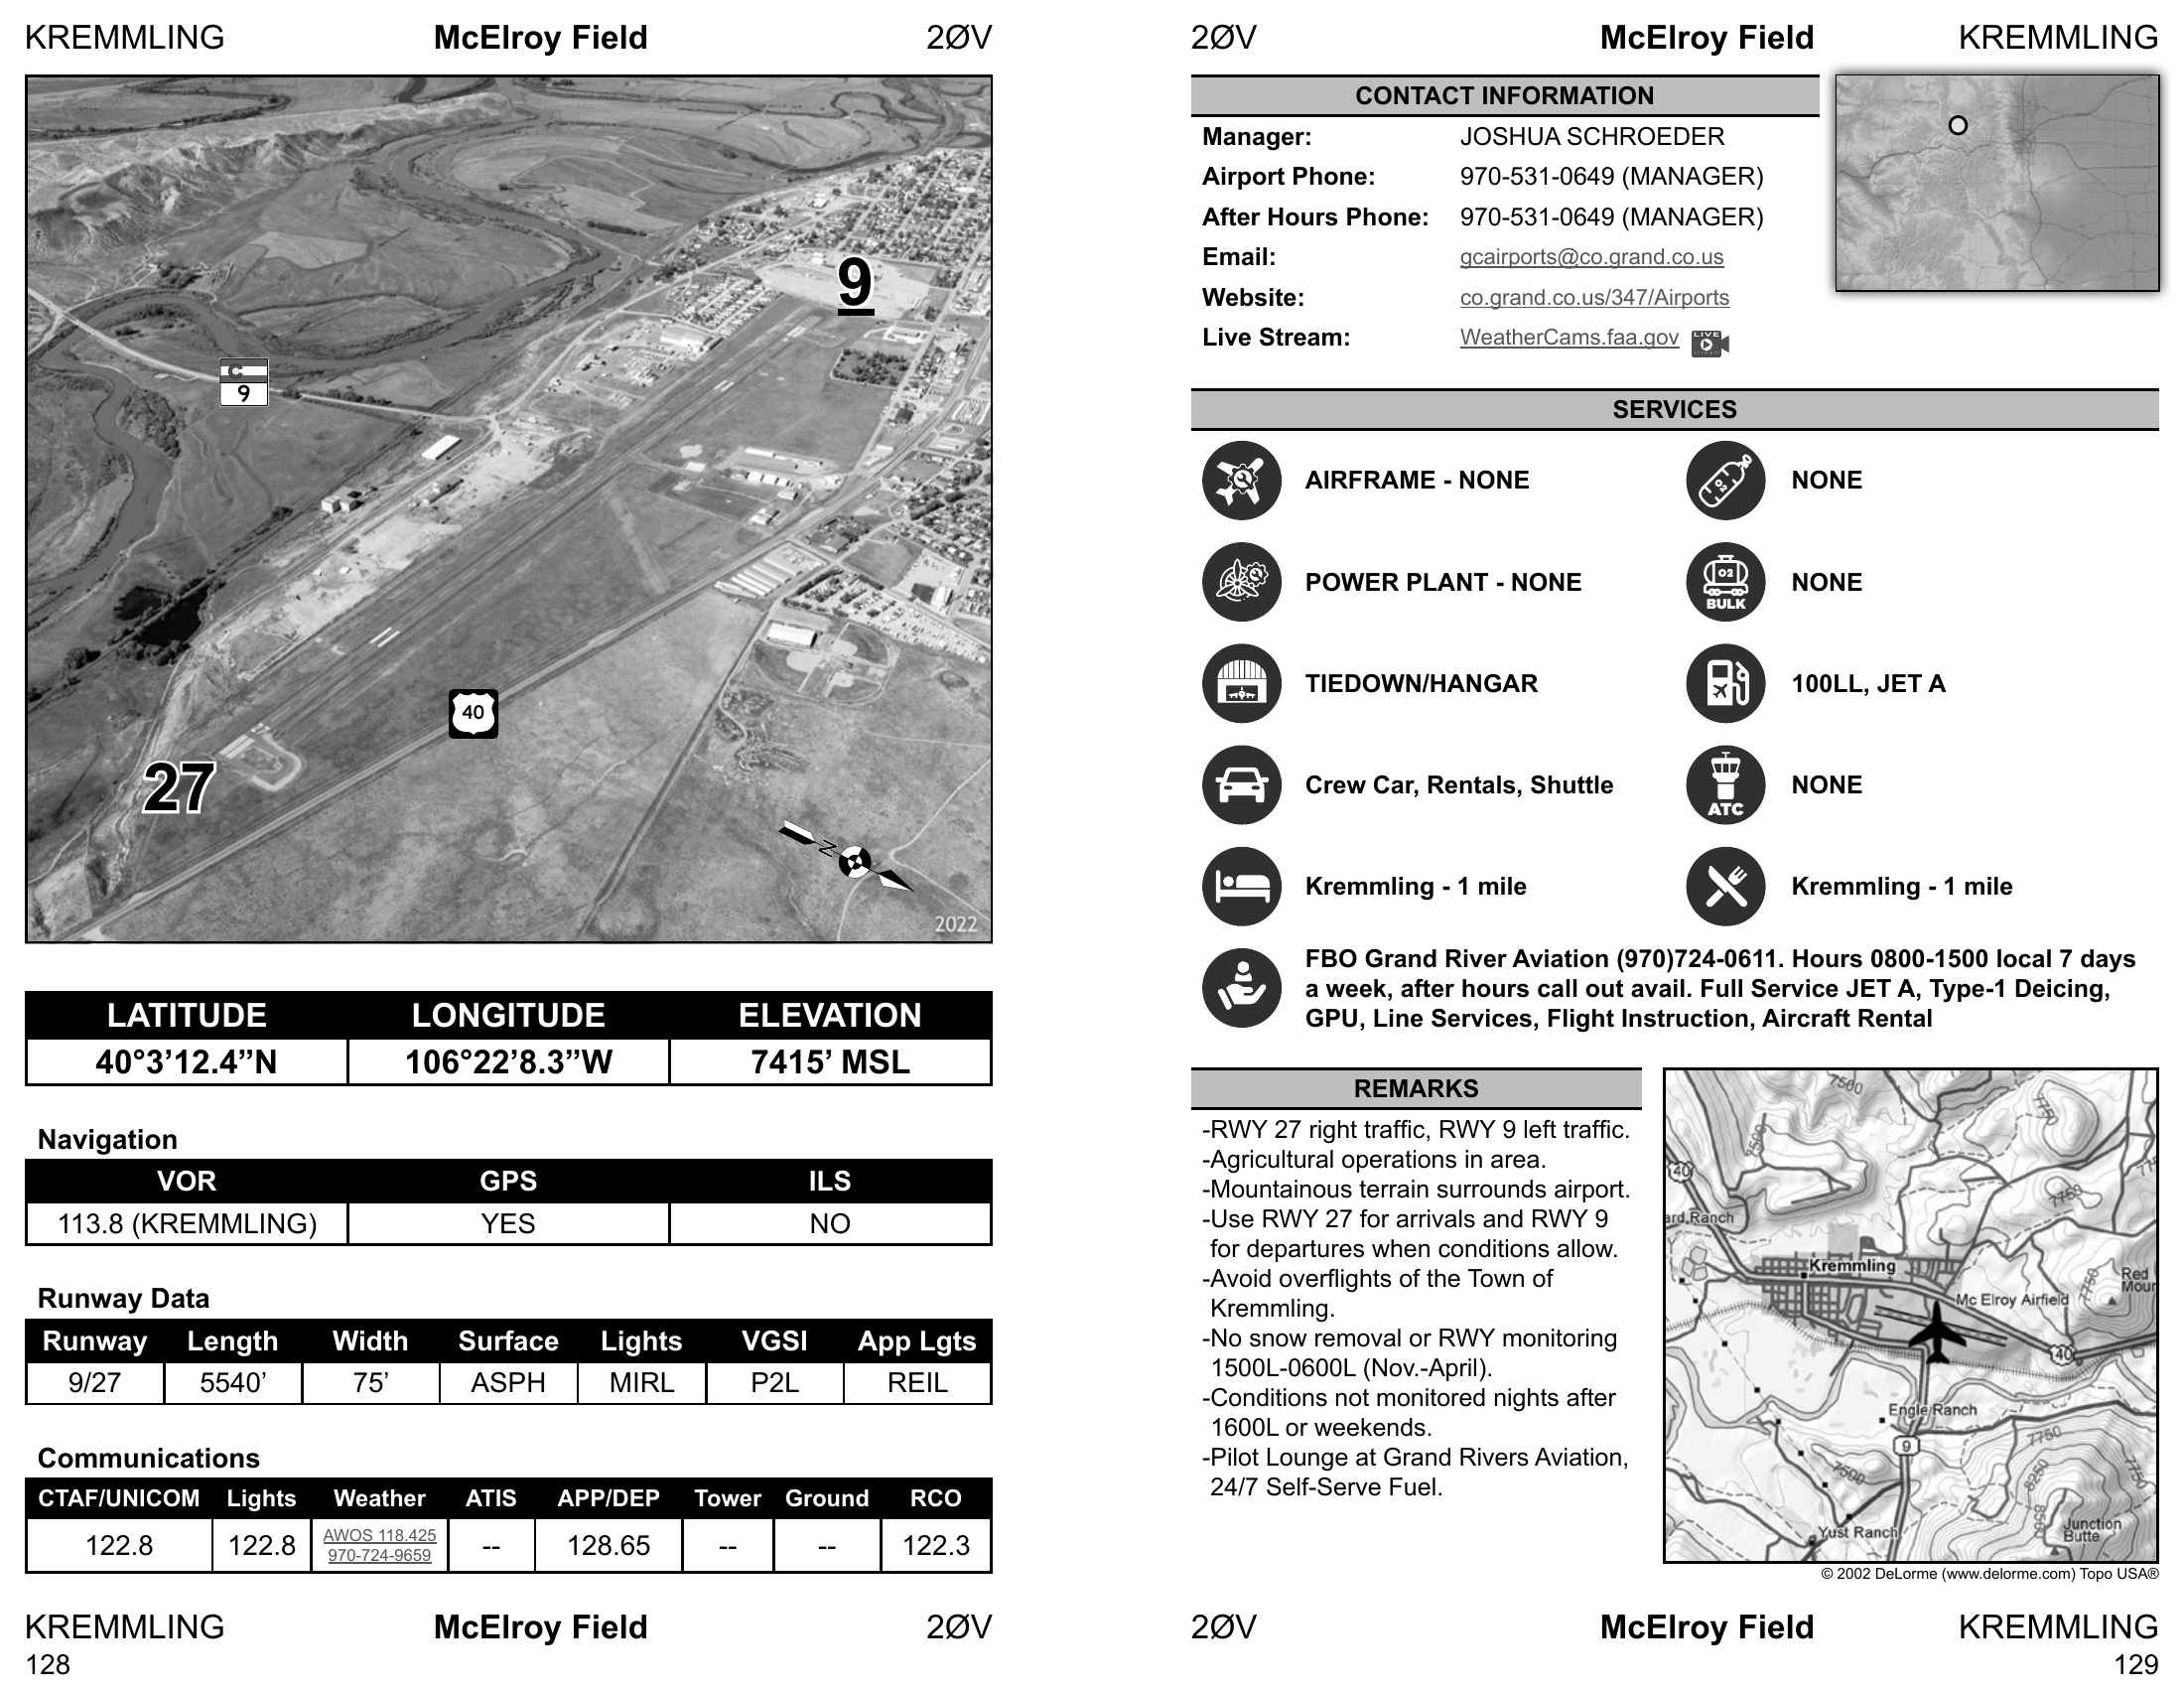 KREMMLING McElroy Field 2ØV
9
C
9
40
27
N
2022
LATITUDE LONGITUDE ELEVATION
40°3’12.4”N 106°22’8.3”W 7415’ MSL
Navigation
VOR GPS ILS
113.8 (KREMMLING) YES NO
Runway Data
Runway Length Width Surface Lights VGSI App Lgts
9/27 5540’ 75’ ASPH MIRL P2L REIL
Communications
CTAF/UNICOM Lights Weather ATIS APP/DEP Tower Ground RCO
122.8 122.8 AWOS 118.425 -- 128.65 -- -- 122.3
970-724-9659
KREMMLING McElroy Field 2ØV
128
2ØV McElroy Field KREMMLING
CONTACT INFORMATION
Manager: JOSHUA SCHROEDER
Airport Phone: 970-531-0649 (MANAGER)
After Hours Phone: 970-531-0649 (MANAGER)
Email: gcairports@co.grand.co.us
Website: co.grand.co.us/347/Airports
Live Stream: WeatherCams.faa.gov LIVE
SERVICES
AIRFRAME - NONE O2 NONE
POWER PLANT - NONE O2 BULK NONE
TIEDOWN/HANGAR 100LL, JET A
Crew Car, Rentals, Shuttle ATC NONE
Kremmling - 1 mile Kremmling - 1 mile
FBO Grand River Aviation (970)724-0611. Hours 0800-1500 local 7 days
a week, after hours call out avail. Full Service JET A, Type-1 Deicing,
GPU, Line Services, Flight Instruction, Aircraft Rental
REMARKS
-RWY 27 right traffic, RWY 9 left traffic.
-Agricultural operations in area.
-Mountainous terrain surrounds airport.
-Use RWY 27 for arrivals and RWY 9
for departures when conditions allow.
-Avoid overflights of the Town of
Kremmling.
-No snow removal or RWY monitoring
1500L-0600L (Nov.-April).
-Conditions not monitored nights after
1600L or weekends.
-Pilot Lounge at Grand Rivers Aviation,
24/7 Self-Serve Fuel.
7500
7750
7500
40
7750
ard Ranch
Kremmling
7750
Red
Mour
Mc Elroy Airfield
40
Engle Ranch
9
7750
7750
7500
8250
8560
Yust Ranch
Junction
Butte
© 2002 DeLorme (www.delorme.com) Topo USA®
2ØV McElroy Field KREMMLING
129